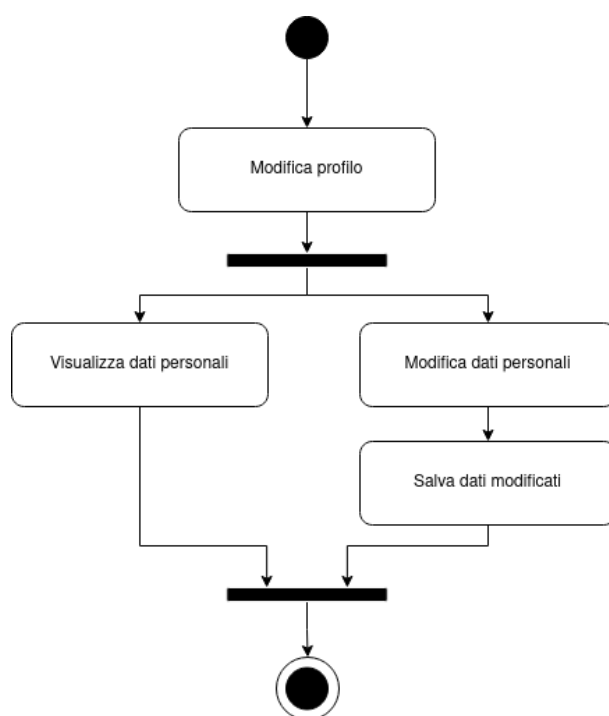 Modifica profilo
Visualizza dati personali
Modifica dati personali
Salva dati modificati